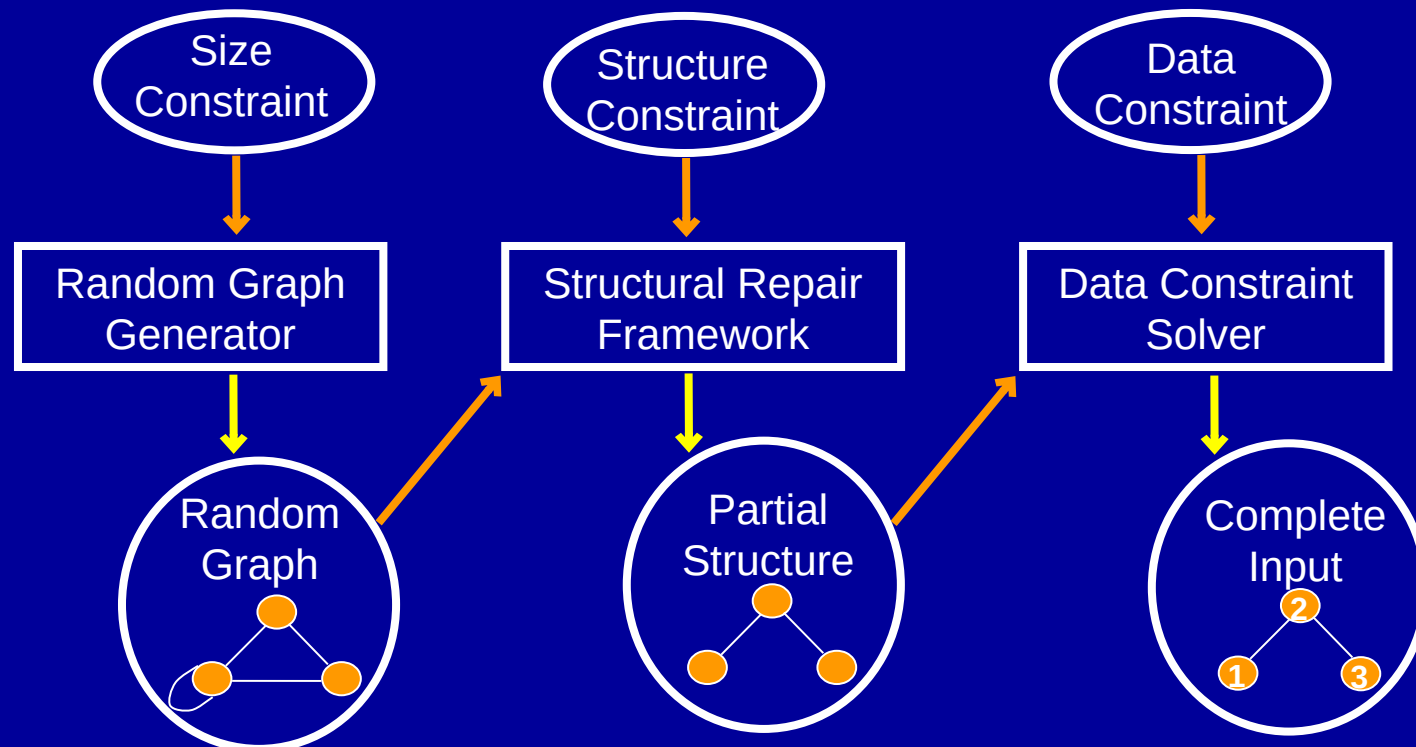 Size
Constraint
Structure
Constraint
Data
Constraint
Random Graph
Generator
Structural Repair
Framework
Data Constraint
Solver
Random
Graph
Partial
Structure
Complete
Input
2
1
3